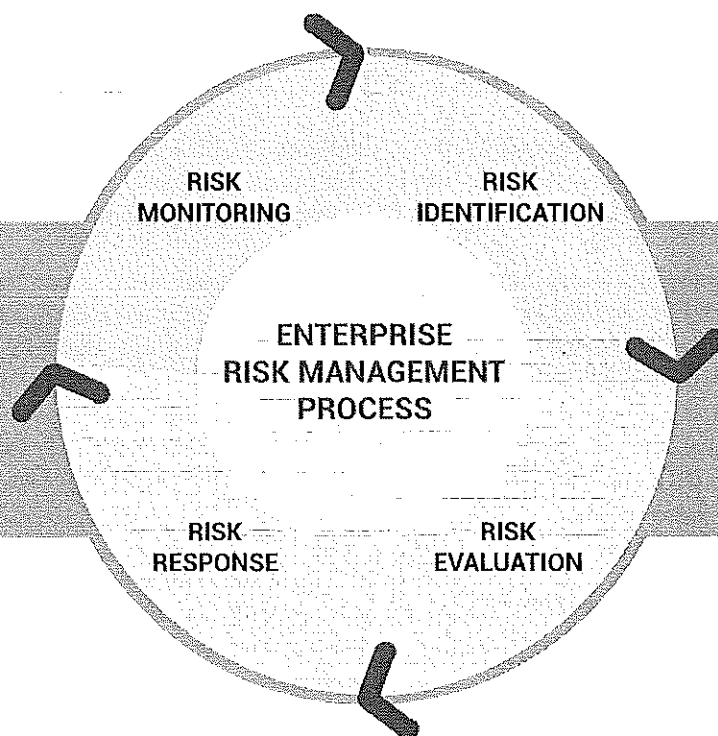 RISK
MONITORING
RISK
IDENTIFICATION
ENTERPRISE
RISK MANAGEMENT
PROCESS
RISK
RESPONSE
RISK
EVALUATION